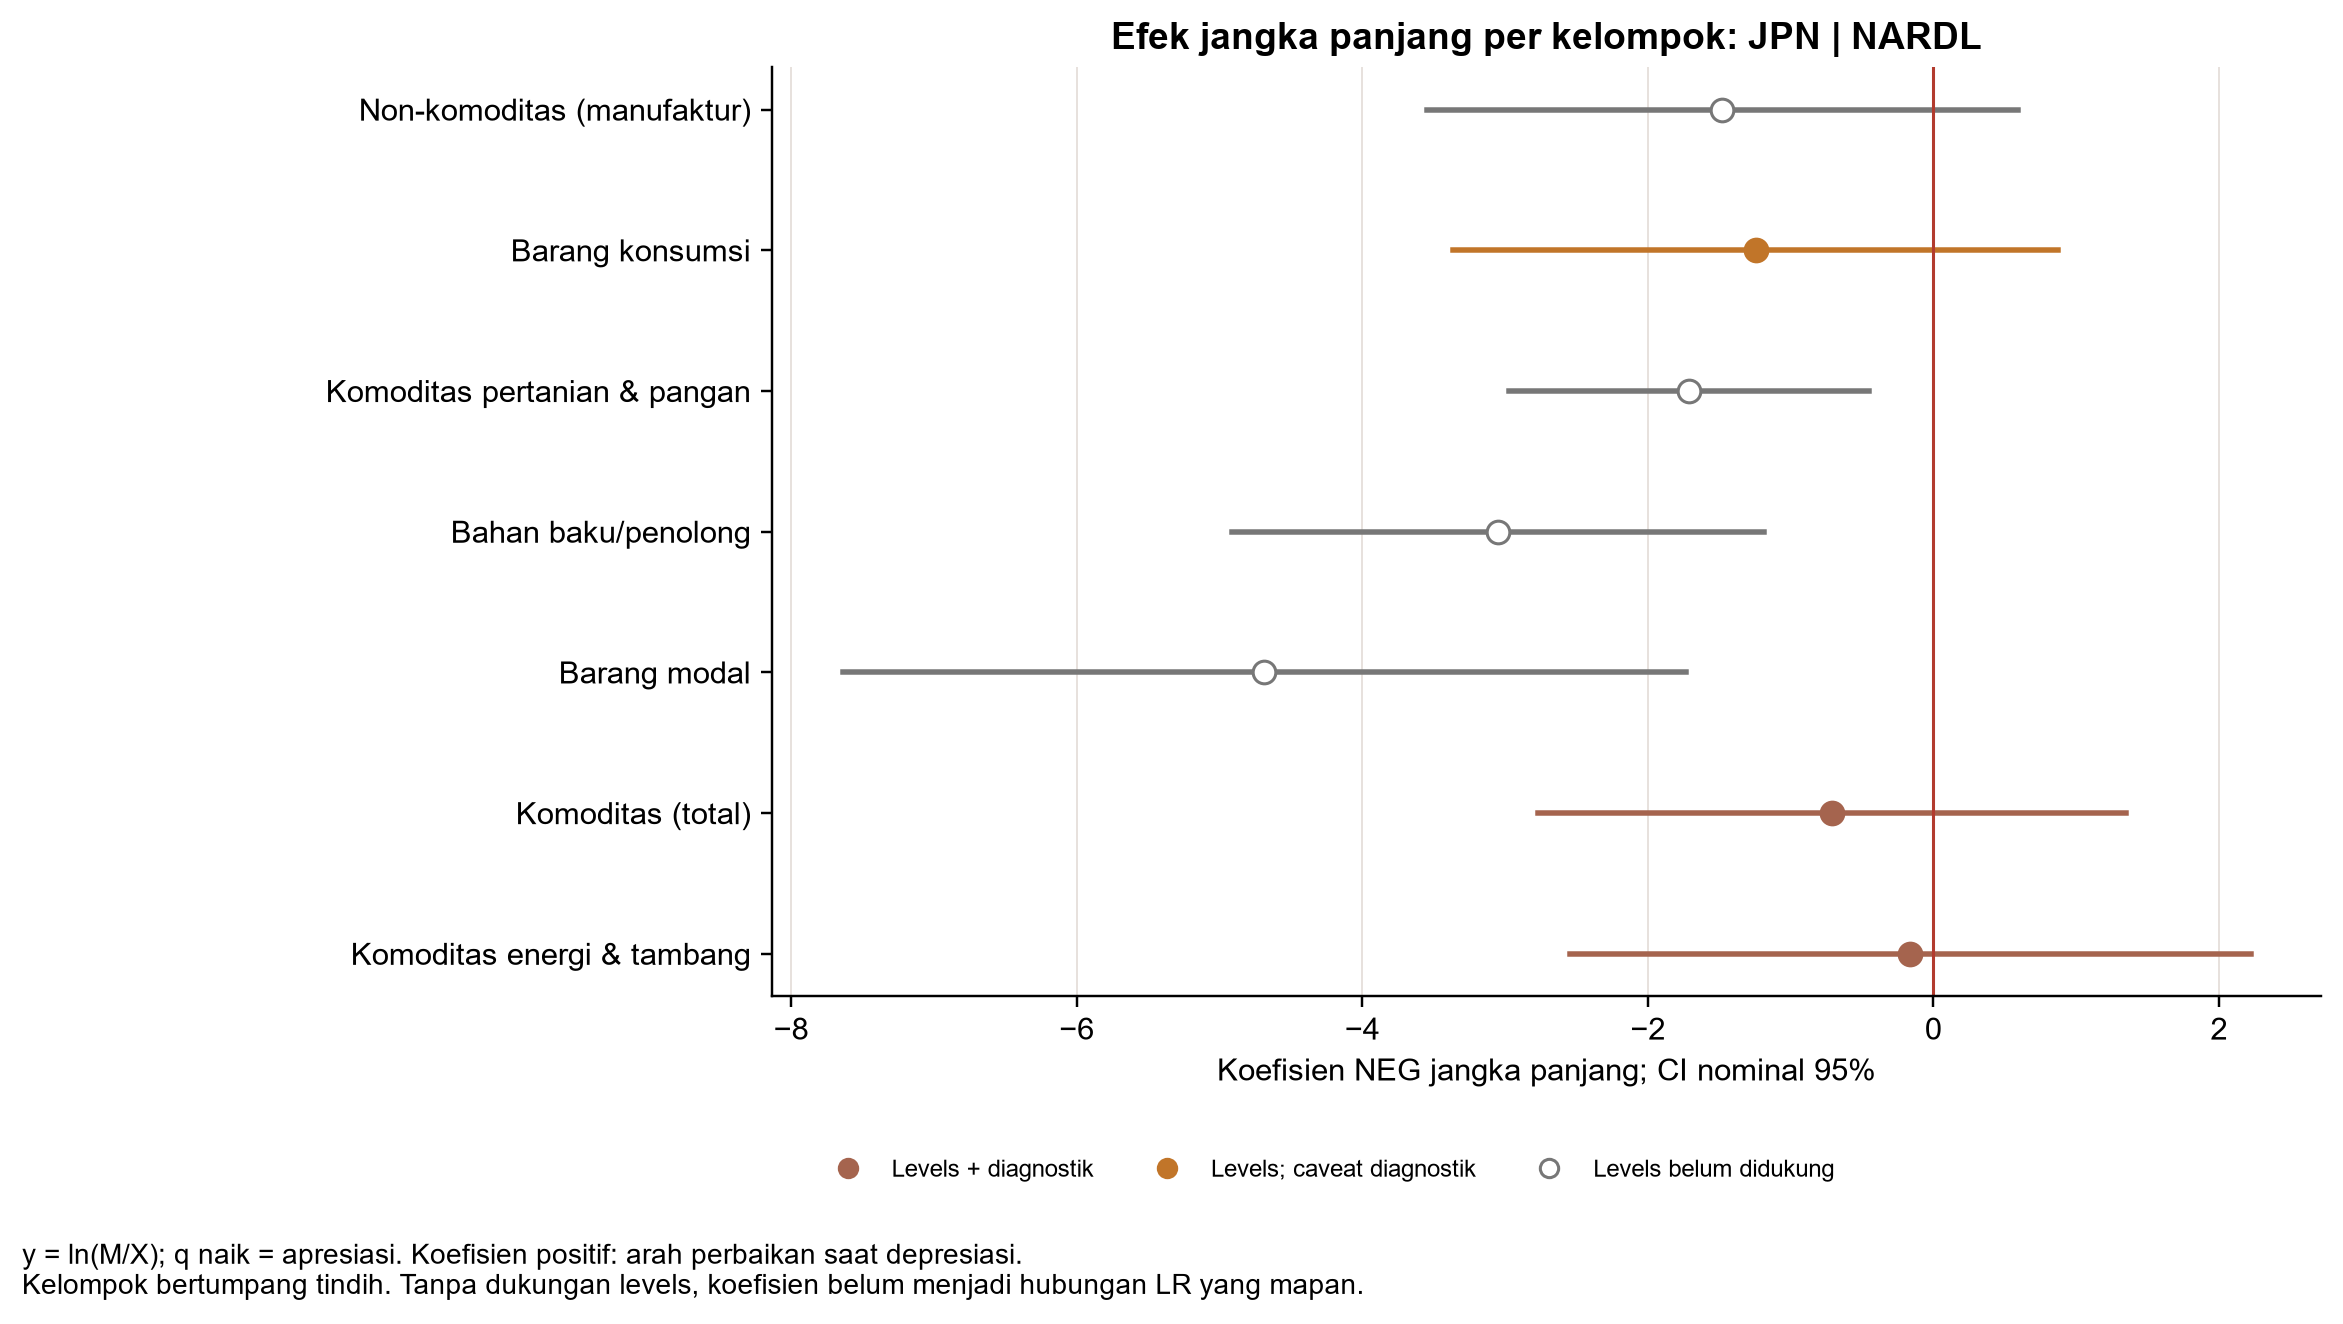 Efek jangka panjang per kelompok: JPN | NARDL
Non-komoditas (manufaktur)
Barang konsumsi
Komoditas pertanian & pangan
Bahan baku/penolong
Barang modal
Komoditas (total)
Komoditas energi & tambang
−8 −6 −4 −2 0 2
Koefisien NEG jangka panjang; CI nominal 95%
Levels + diagnostik Levels; caveat diagnostik Levels belum didukung
y = ln(M/X); q naik = apresiasi. Koefisien positif: arah perbaikan saat depresiasi.
Kelompok bertumpang tindih. Tanpa dukungan levels, koefisien belum menjadi hubungan LR yang mapan.